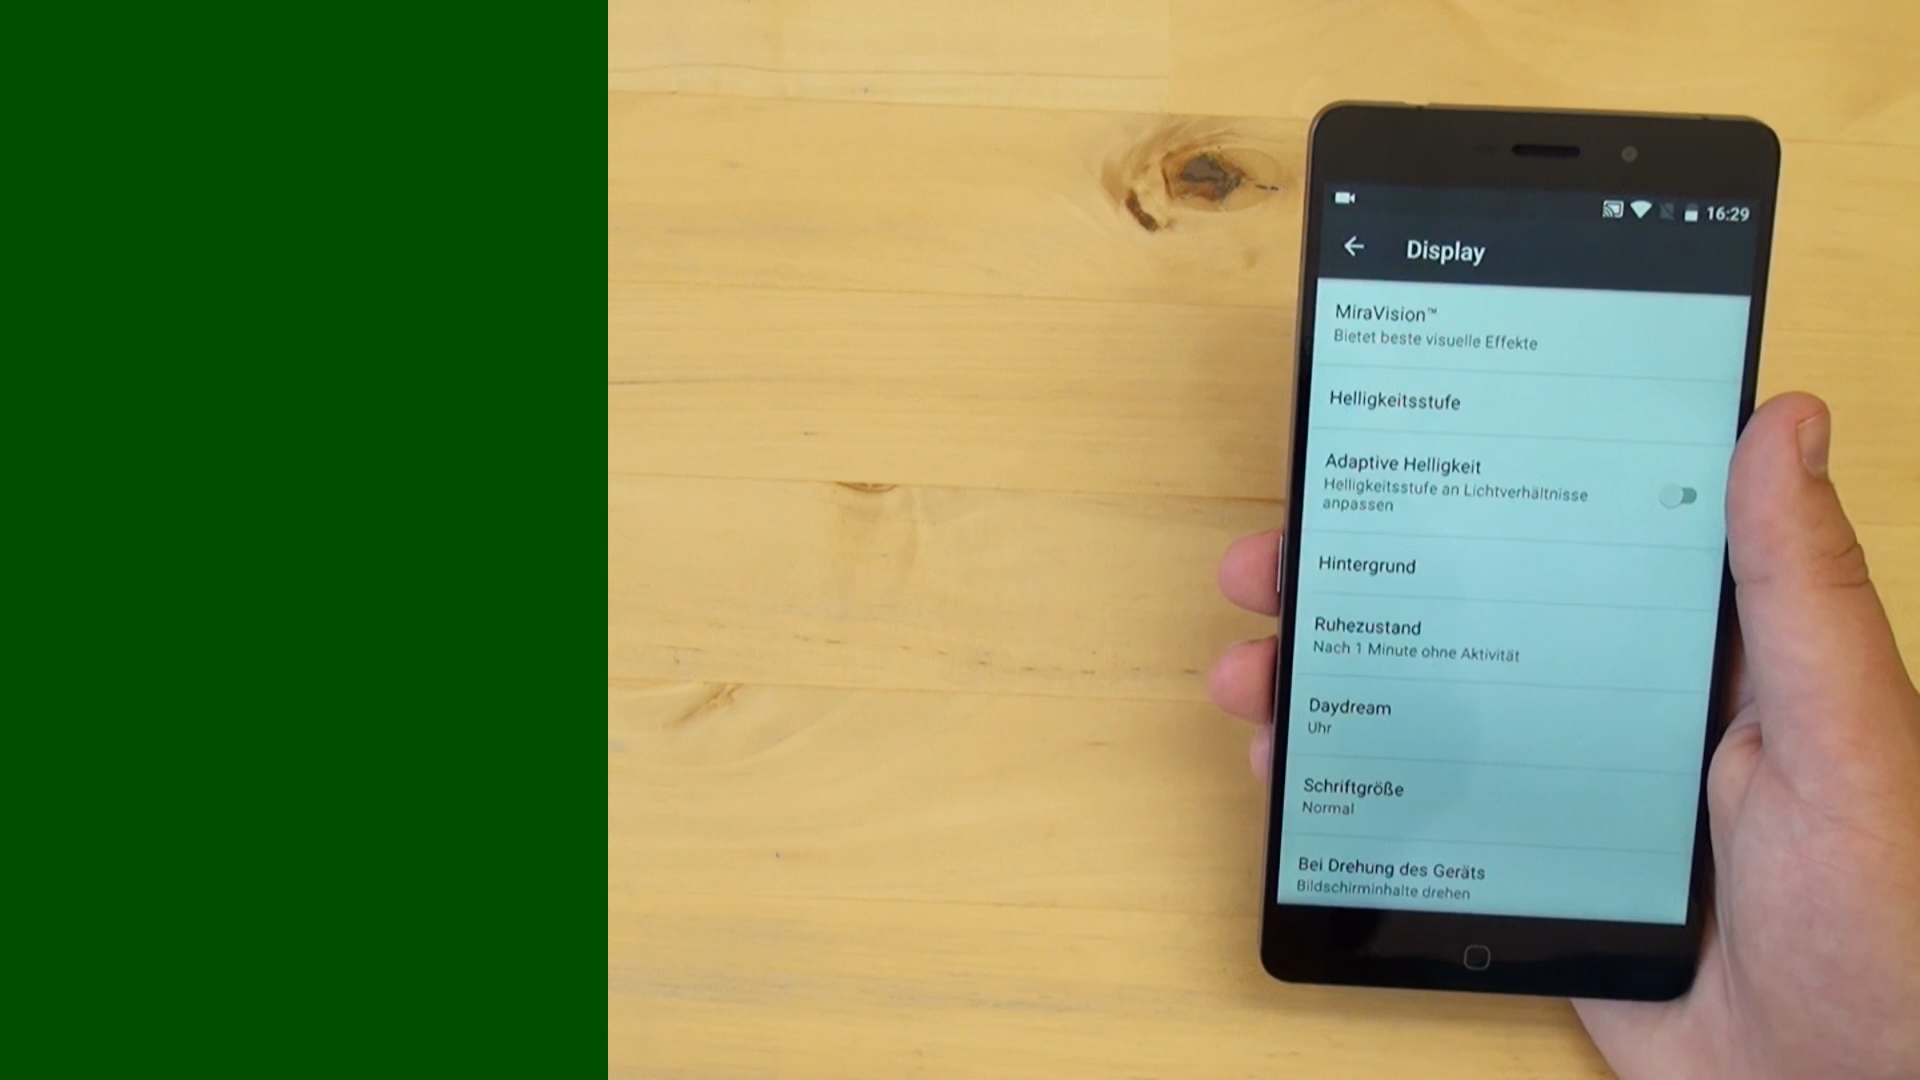 16:29
Display
MiraVision™
Bietet beste visuelle Effekte
Helligkeitsstufe
Adaptive Helligkeit
Helligkeitsstufe an Lichtverhältnisse
anpassen
Hintergrund
Ruhezustand
Nach 1 Minute ohne Aktivität
Daydream
Uhr
Schriftgröße
Normal
Bei Drehung des Geräts
Bildschirminhalte drehen